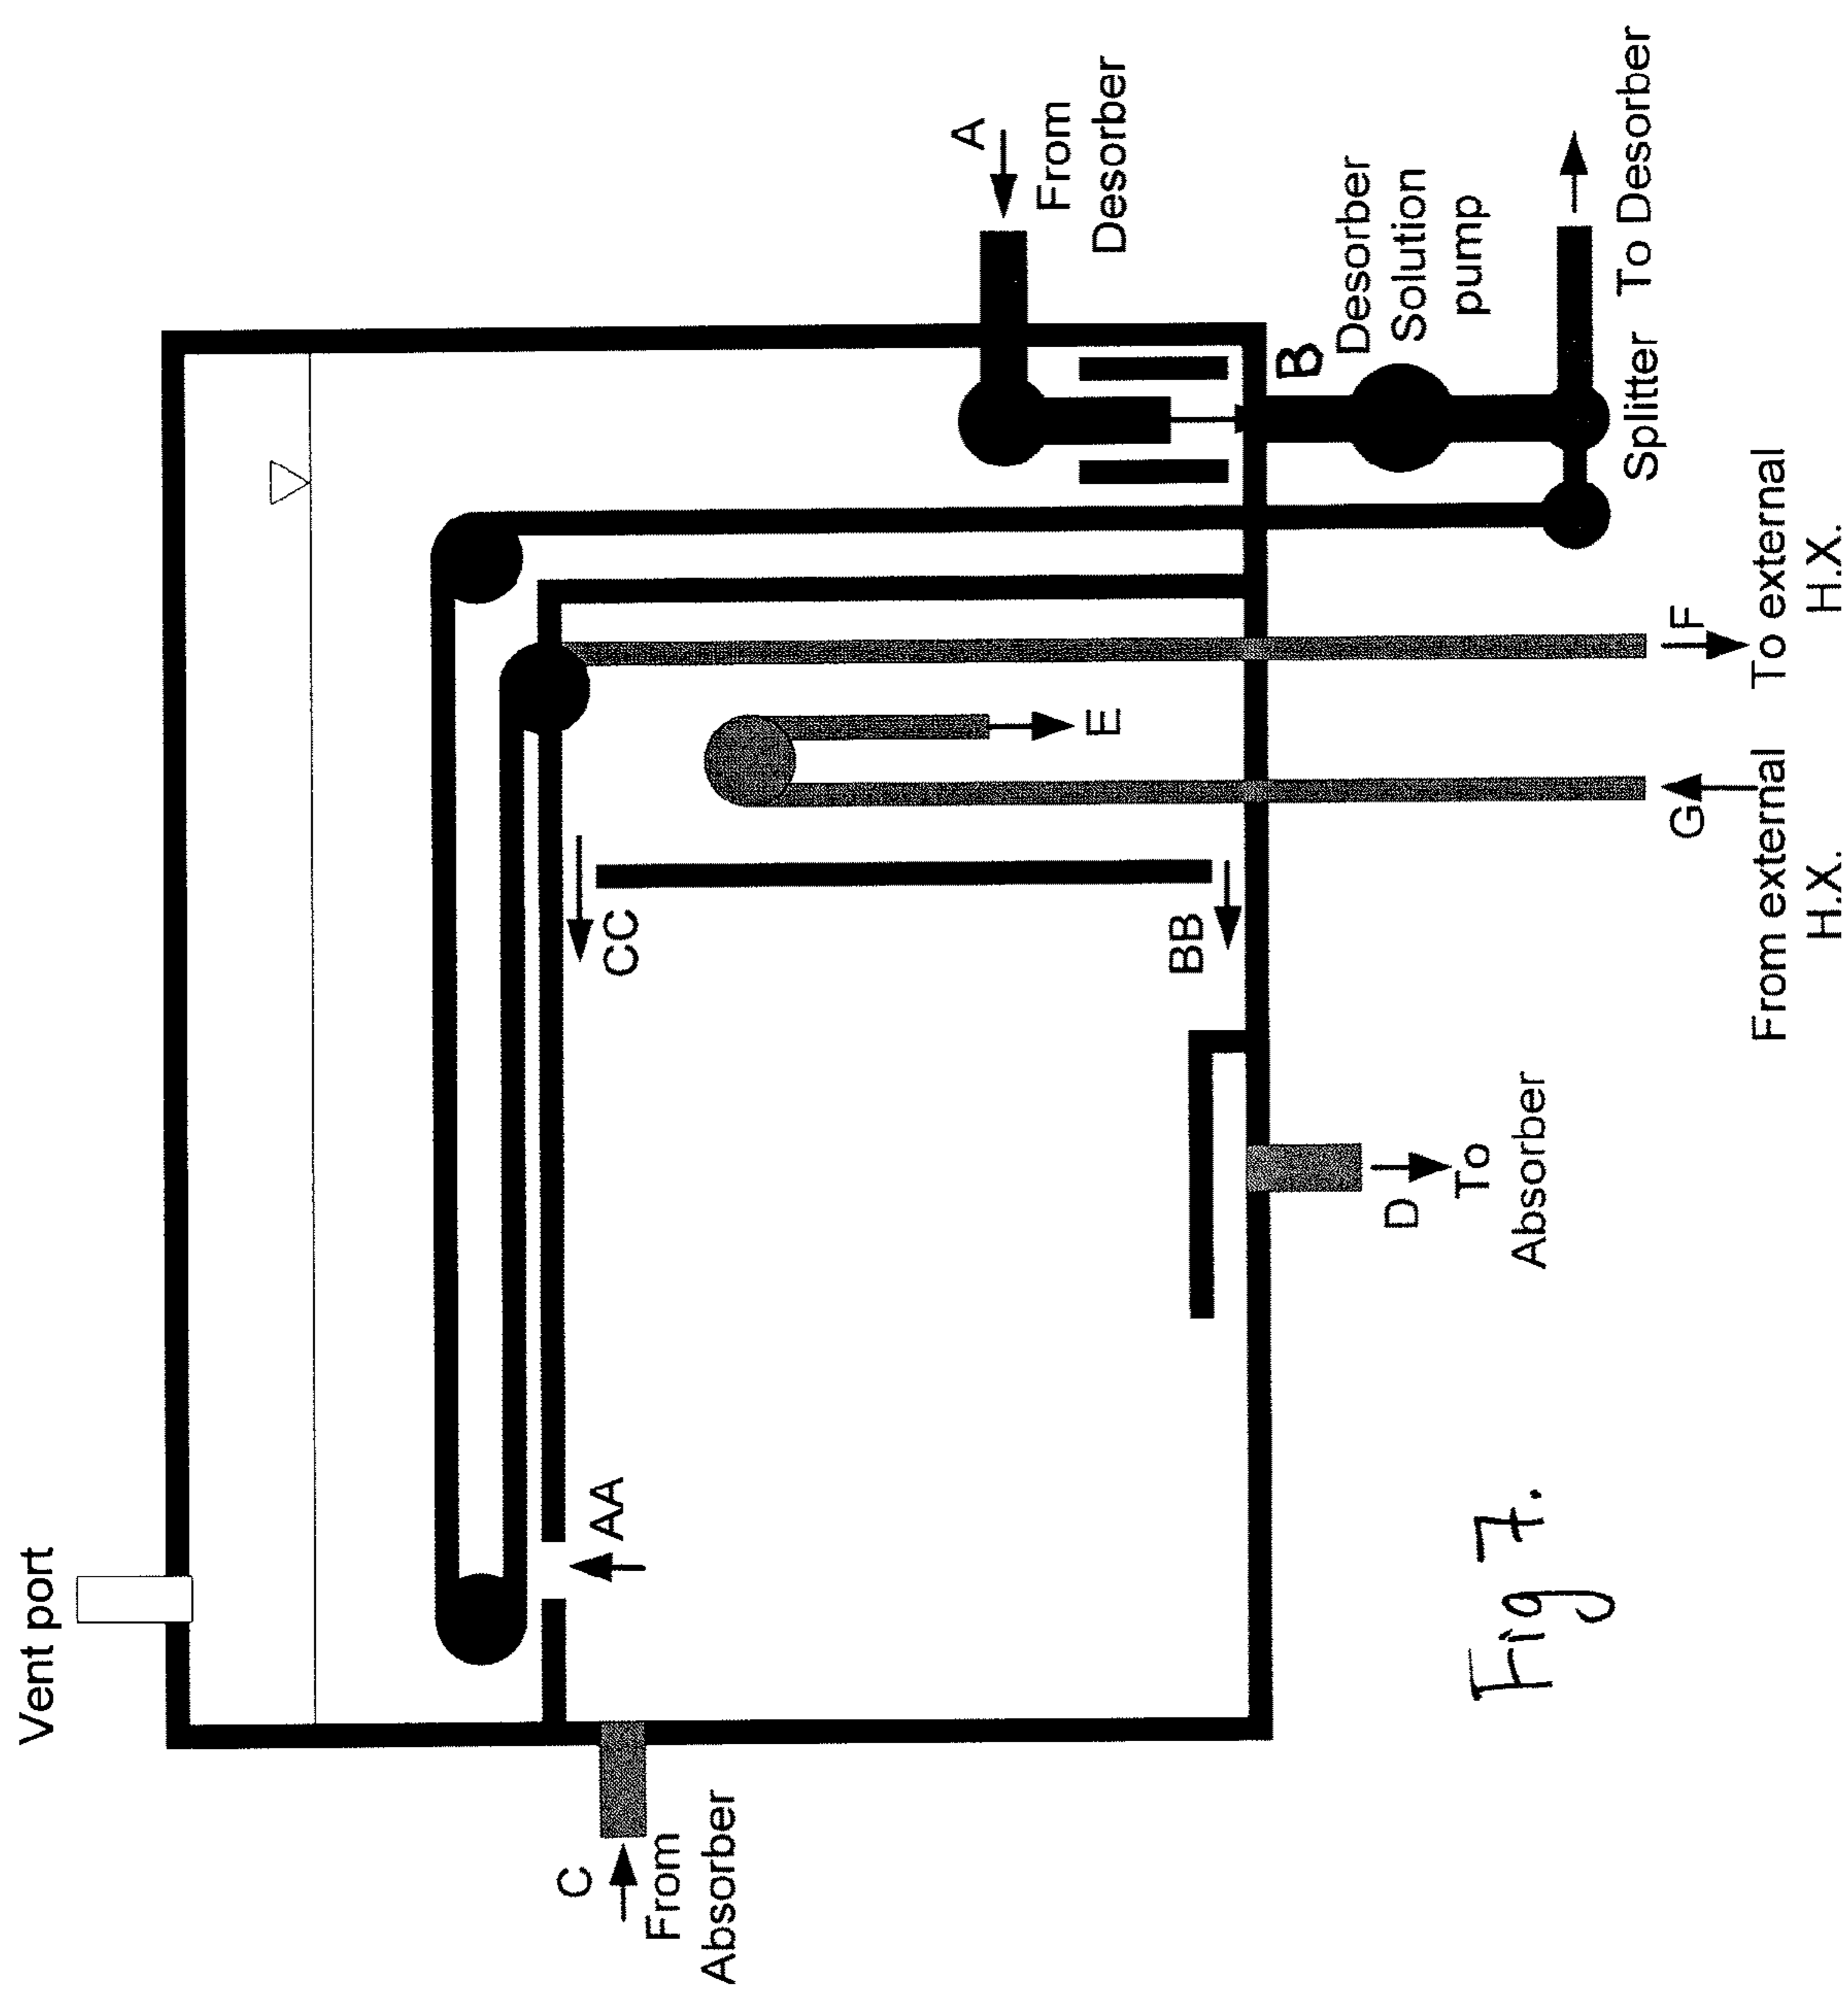 Vent port
A
From
Desorber
B
Desorber
Solution
pump
To Desorber
Splitter
CC
E
BB
AA
F
To external
H.X.
G
From external
H.X.
D
To
Absorber
C
From
Absorber
Fig 7.